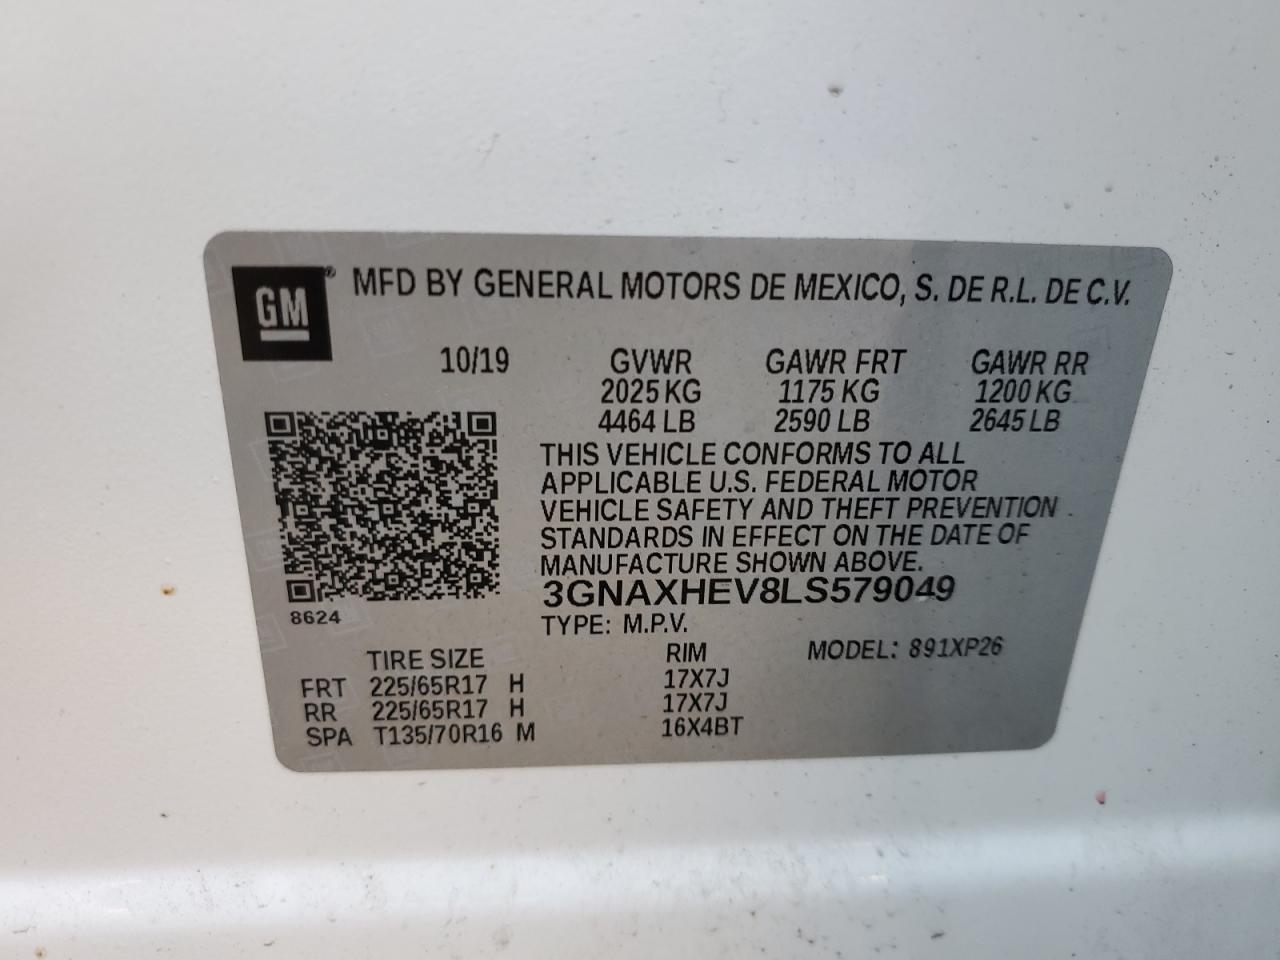 GM® MFD BY GENERAL MOTORS DE MEXICO, S. DE R.L. DE C.V.
10/19 GVWR GAWR FRT GAWR RR
2025 KG 1175 KG 1200 KG
4464 LB 2590 LB 2645 LB
THIS VEHICLE CONFORMS TO ALL
APPLICABLE U.S. FEDERAL MOTOR
VEHICLE SAFETY AND THEFT PREVENTION
STANDARDS IN EFFECT ON THE DATE OF
MANUFACTURE SHOWN ABOVE.
3GNAXHEV8LS579049
8624
TYPE: M.P.V.
TIRE SIZE RIM MODEL: 891XP26
FRT 225/65R17 H 17X7J
RR 225/65R17 H 17X7J
SPA T135/70R16 M 16X4BT